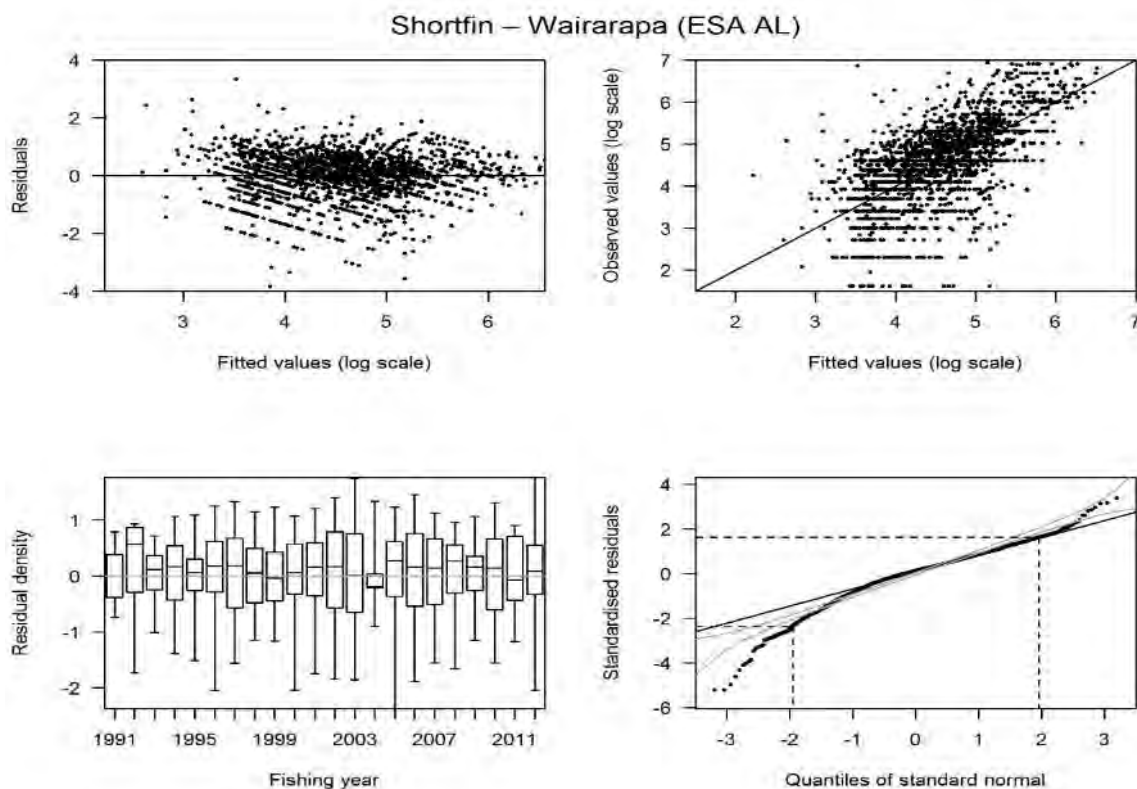 Shortfin – Wairarapa (ESA AL)
4
2
0
-2
-4
Residuals
3 4 5 6
Fitted values (log scale)
7
6
5
4
3
2
Observed values (log scale)
2 3 4 5 6 7
Fitted values (log scale)
1
0
-1
-2
Residual density
1991 1995 1999 2003 2007 2011
Fishing year
4
2
0
-2
-4
-6
Standardised residuals
-3 -2 -1 0 1 2 3
Quantiles of standard normal